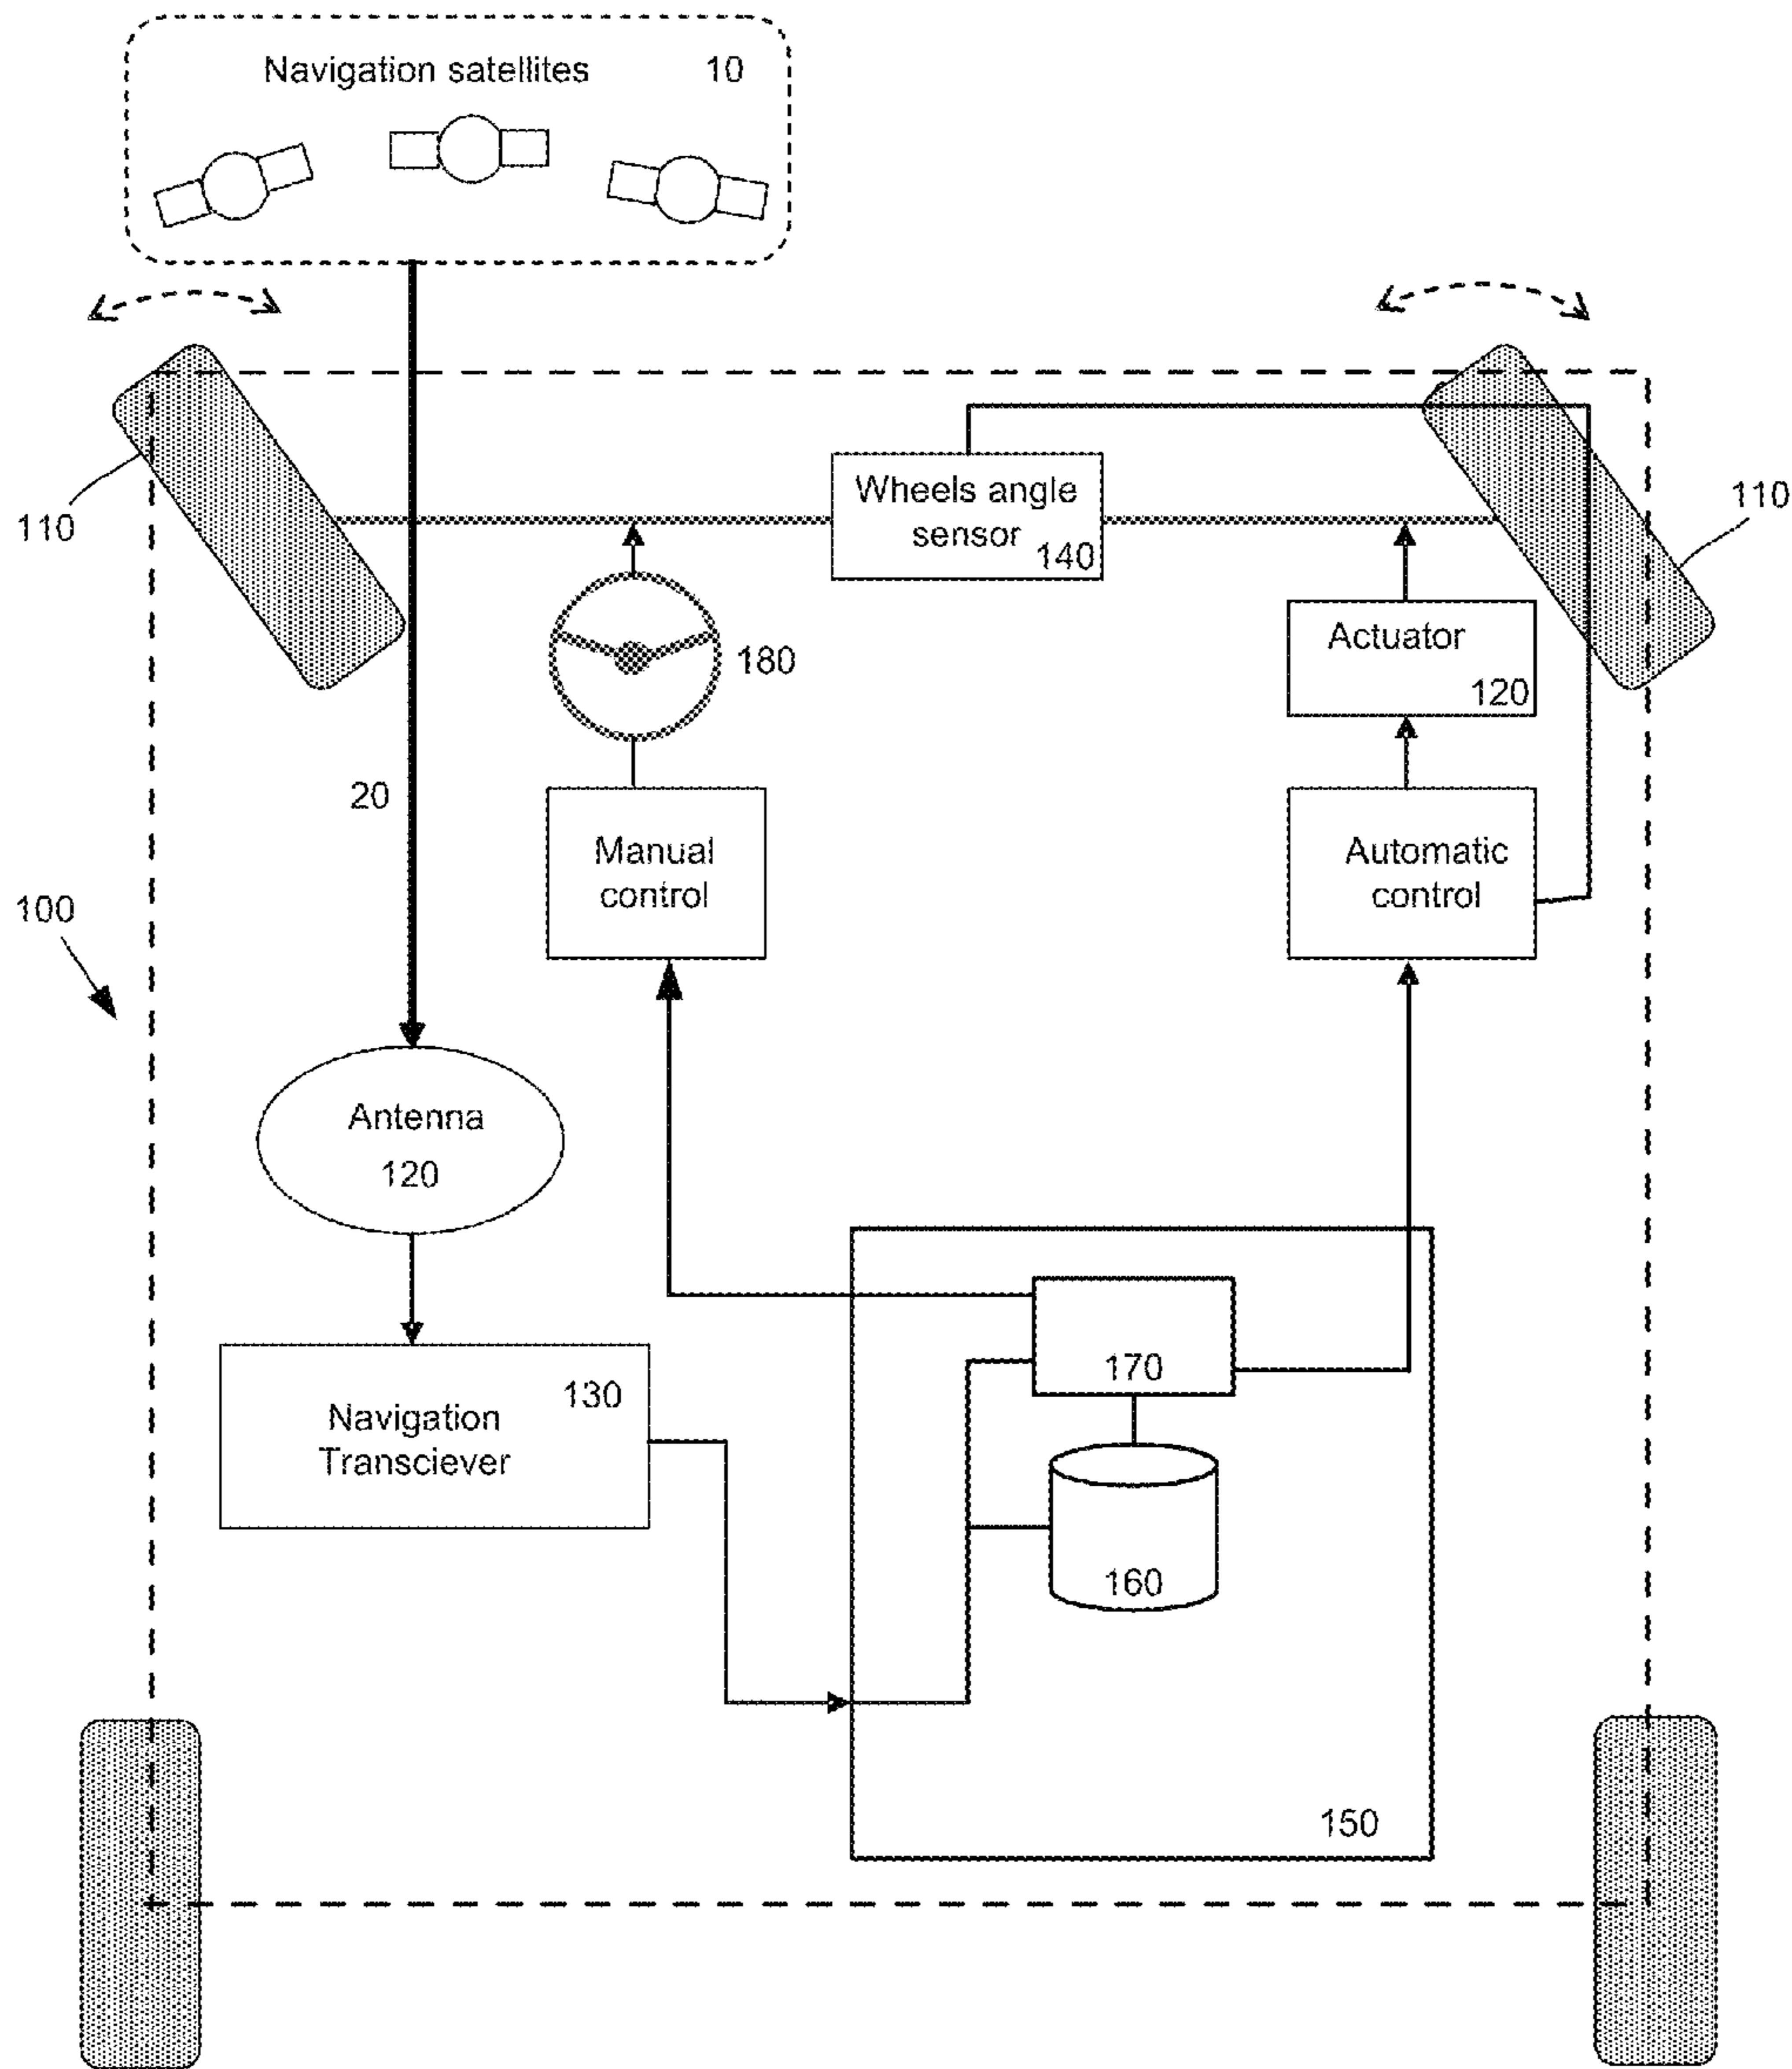 Navigation satellites 10
110
Wheels angle
sensor
140
110
180
Actuator
120
20
Manual
control
Automatic
control
100
Antenna
120
130
Navigation
Transciever
170
160
150